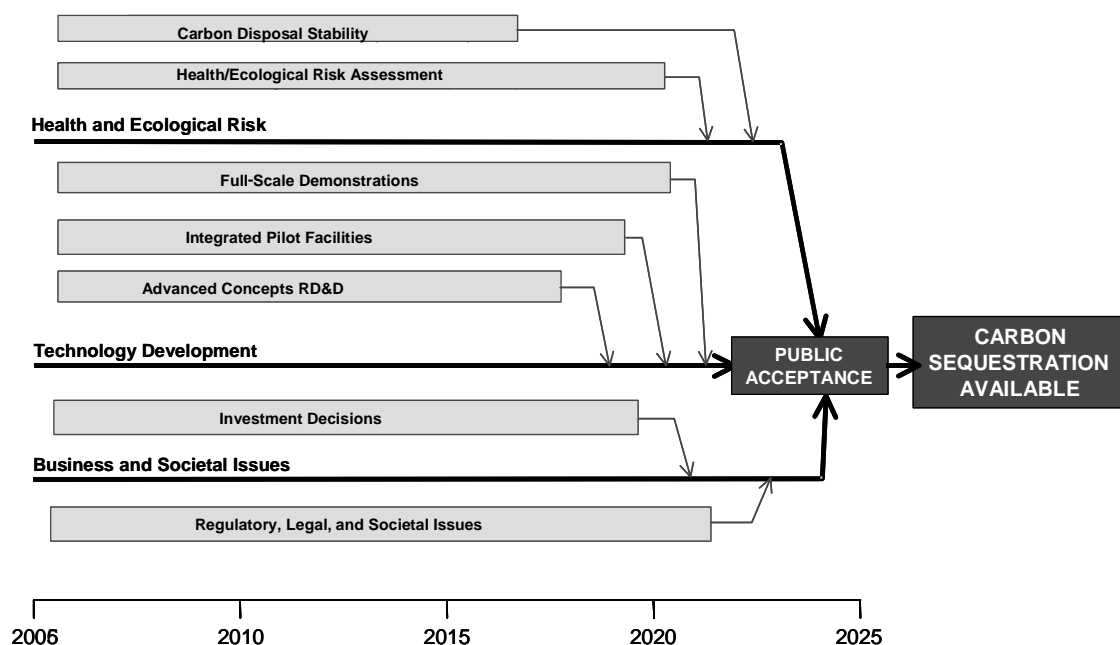 Carbon Disposal Stability
Health/Ecological Risk Assessment
Health and Ecological Risk
Full-Scale Demonstrations
Integrated Pilot Facilities
Advanced Concepts RD&D
Technology Development
PUBLIC
ACCEPTANCE
CARBON
SEQUESTRATION
AVAILABLE
Investment Decisions
Business and Societal Issues
Regulatory, Legal, and Societal Issues
2006 2010 2015 2020 2025